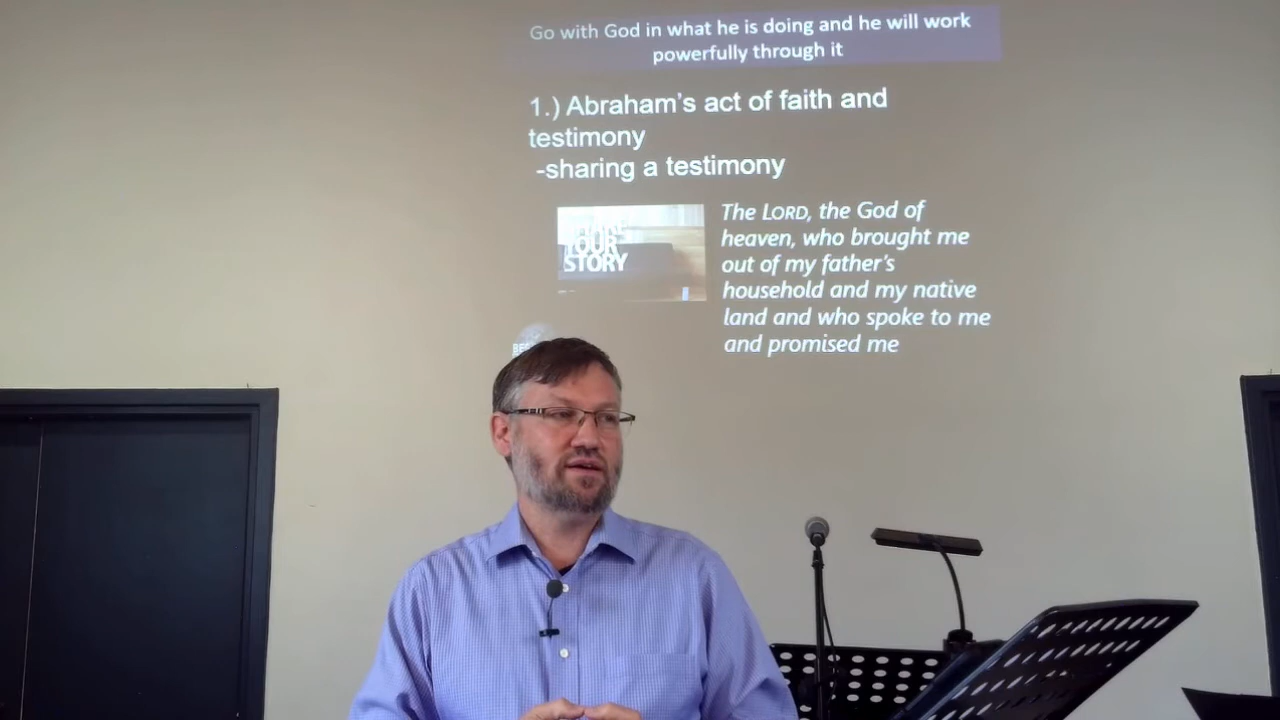 Go with God in what he is doing and he will work
powerfully through it
1.) Abraham's act of faith and
testimony
-sharing a testimony
SHARE
YOUR
STORY
The LORD, the God of
heaven, who brought me
out of my father's
household and my native
land and who spoke to me
and promised me